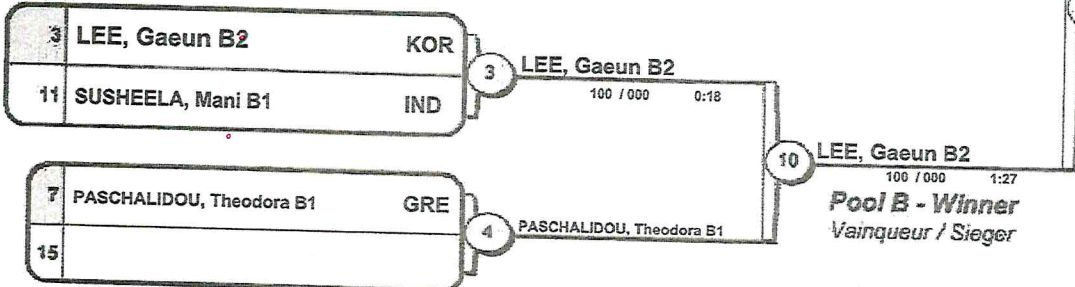 3 LEE, Gaeun B2 KOR
11 SUSHEELA, Mani B1 IND
3 LEE, Gaeun B2
100 / 000 0:18
7 PASCHALIDOU, Theodora B1 GRE
15
4 PASCHALIDOU, Theodora B1
10 LEE, Gaeun B2
100 / 000 1:27
Pool B - Winner
Vainqueur / Sieger